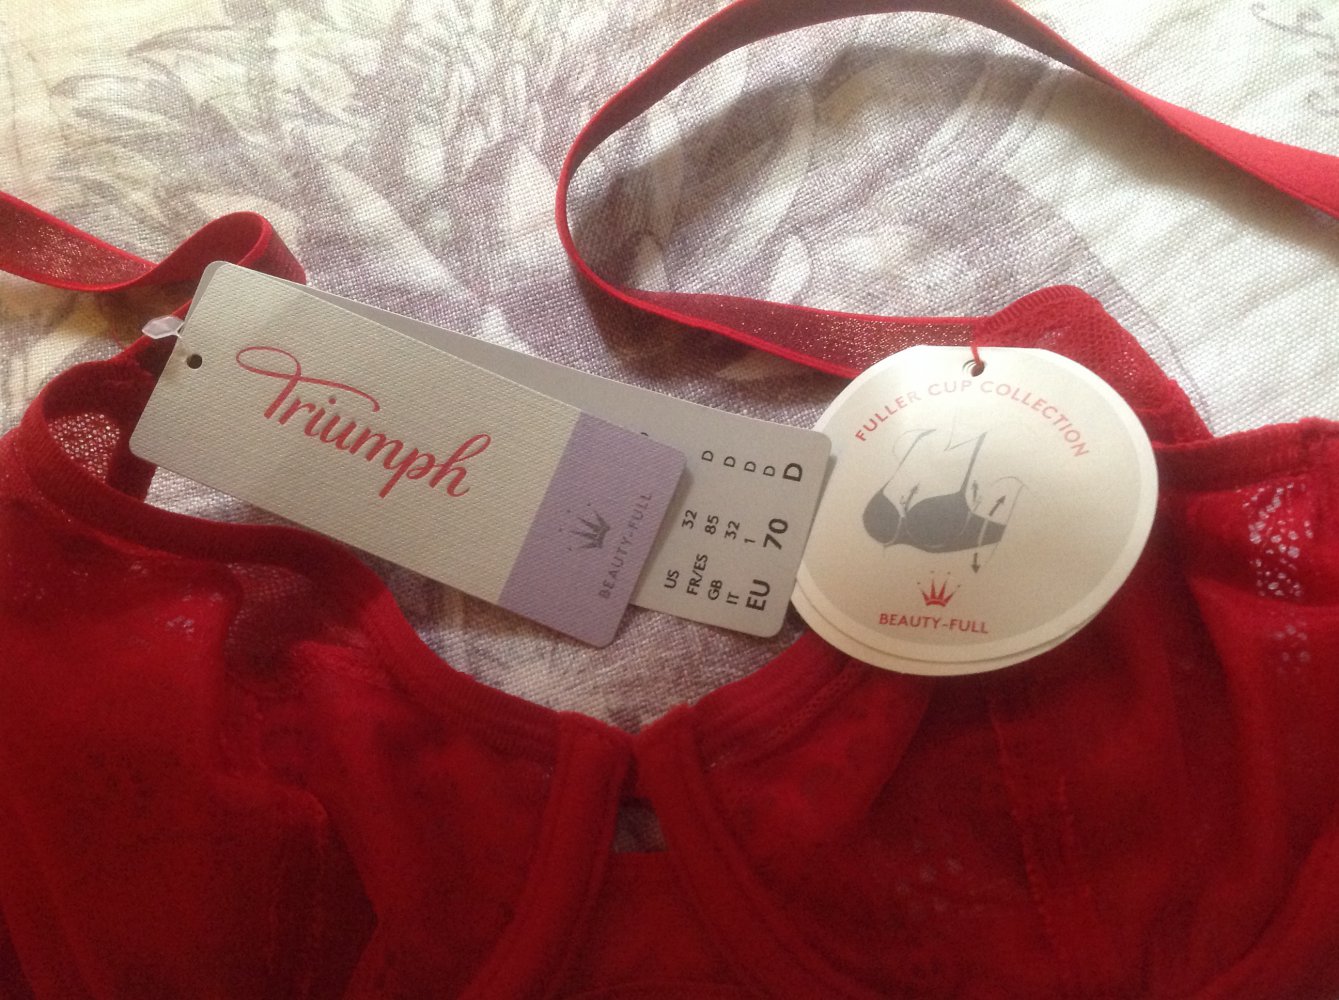 Triumph
BEAUTY-FULL
US 32 D
FR/ES 85 D
GB 32 D
IT 1 D
EU 70 D
FULLER CUP COLLECTION
BEAUTY-FULL